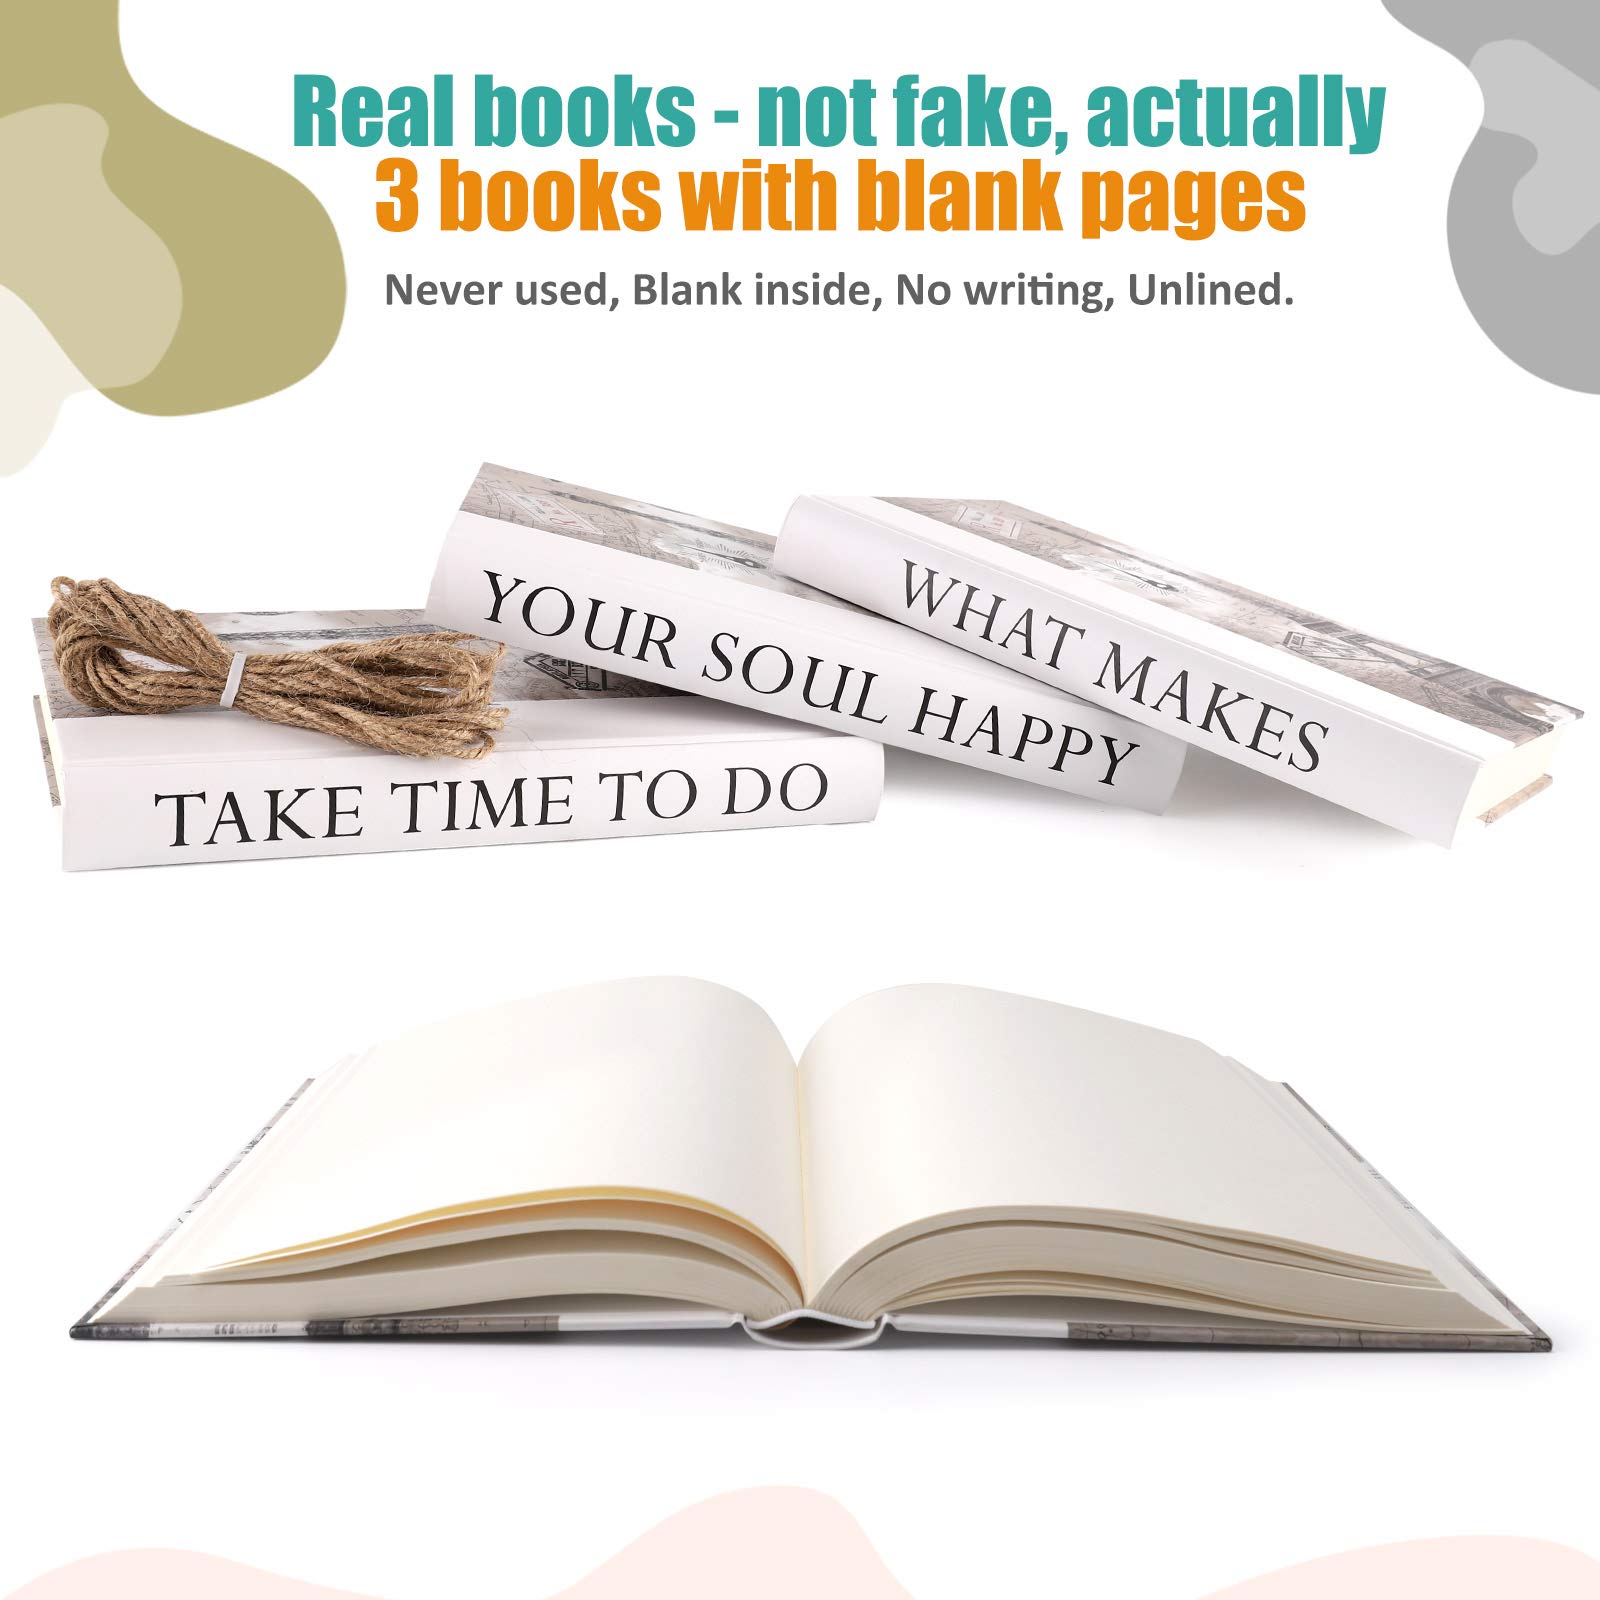 Real books - not fake, actually
3 books with blank pages
Never used, Blank inside, No writing, Unlined.
WHAT MAKES
YOUR SOUL HAPPY
TAKE TIME TO DO